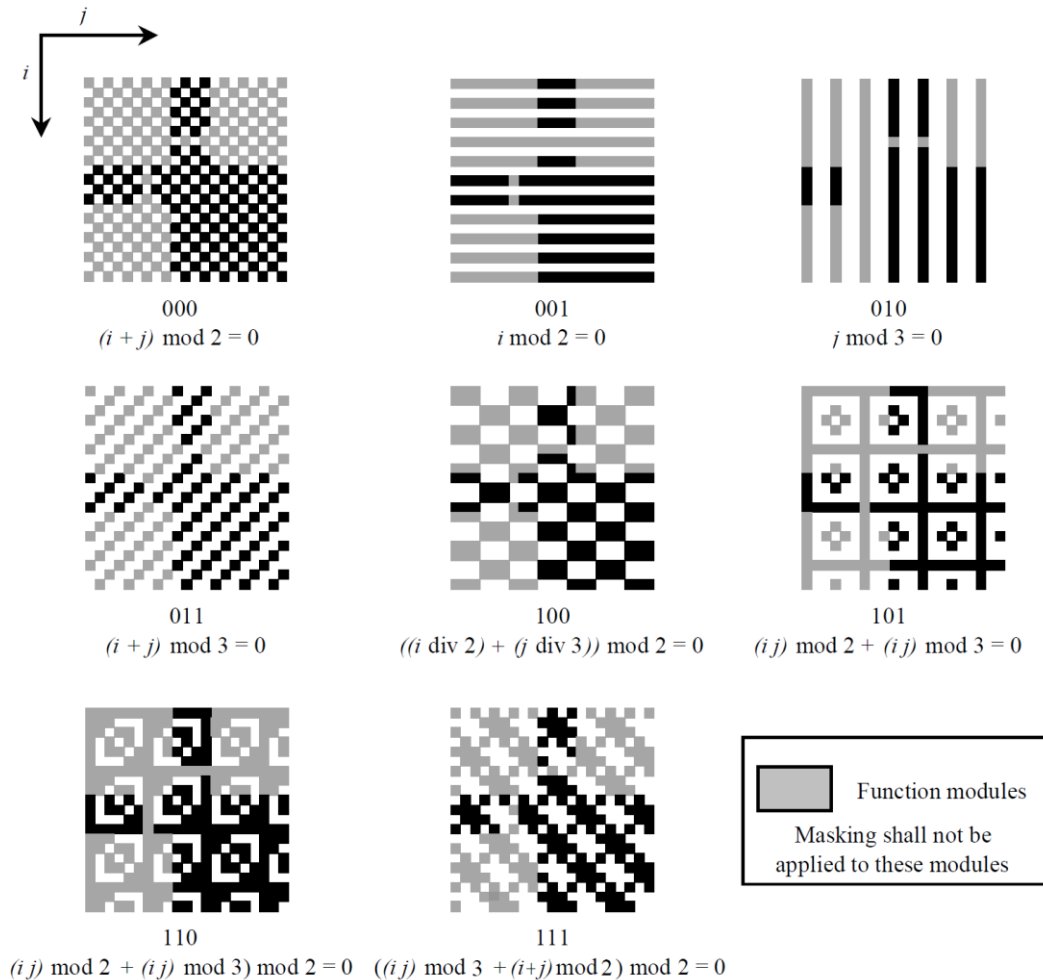 j
i
000
(i + j) mod 2 = 0
001
i mod 2 = 0
010
j mod 3 = 0
011
(i + j) mod 3 = 0
100
((i div 2) + (j div 3)) mod 2 = 0
101
(i j) mod 2 + (i j) mod 3 = 0
110
(i j) mod 2 + (i j) mod 3) mod 2 = 0
111
((i j) mod 3 + (i+j) mod 2) mod 2 = 0
Function modules
Masking shall not be
applied to these modules